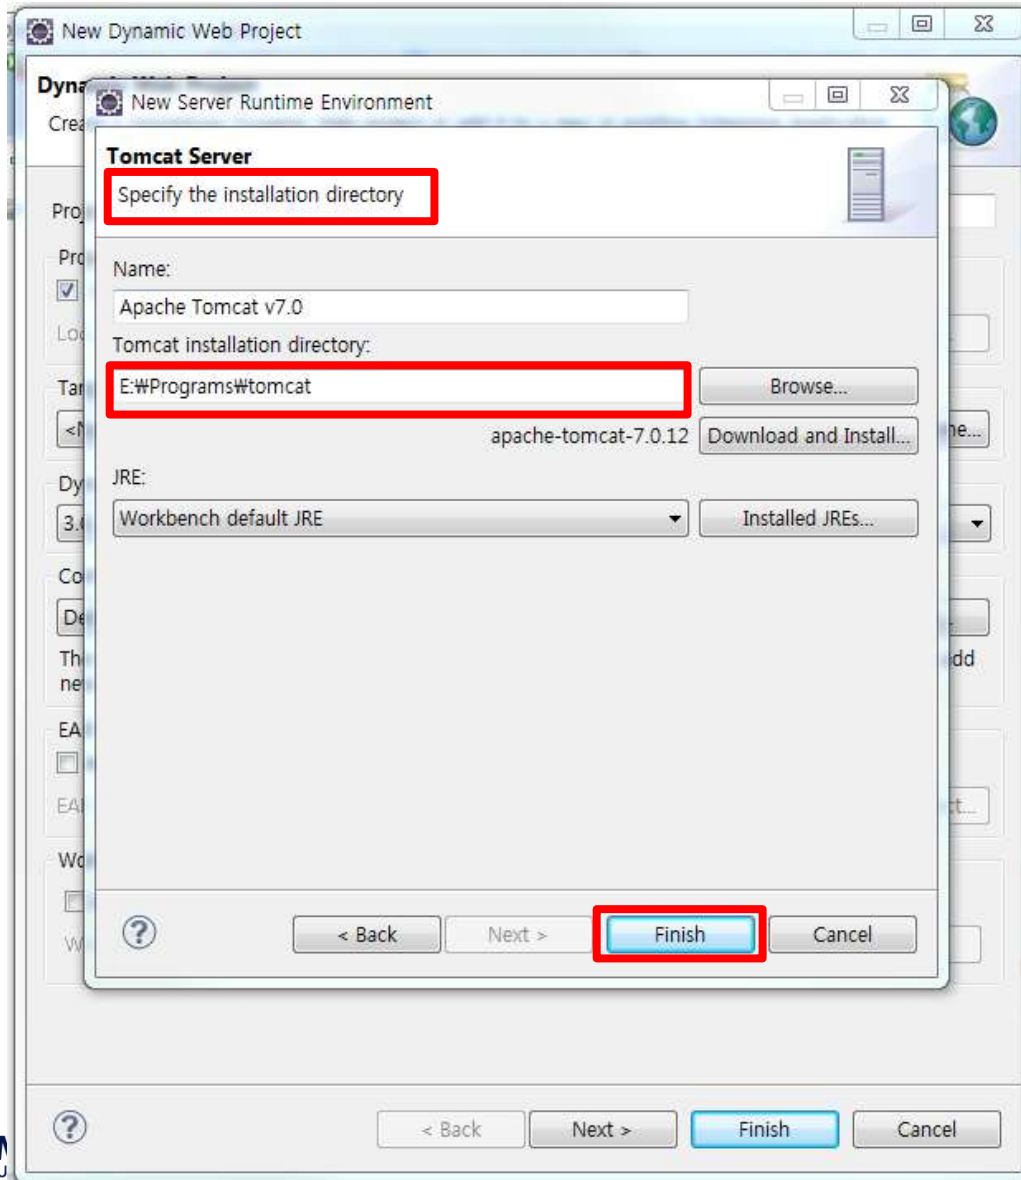 New Dynamic Web Project
New Server Runtime Environment
Tomcat Server
Specify the installation directory
Name:
Apache Tomcat v7.0
Tomcat installation directory:
E:₩Programs₩tomcat
Browse...
apache-tomcat-7.0.12
Download and Install...
JRE:
Workbench default JRE
Installed JREs...
< Back
Next >
Finish
Cancel
< Back
Next >
Finish
Cancel